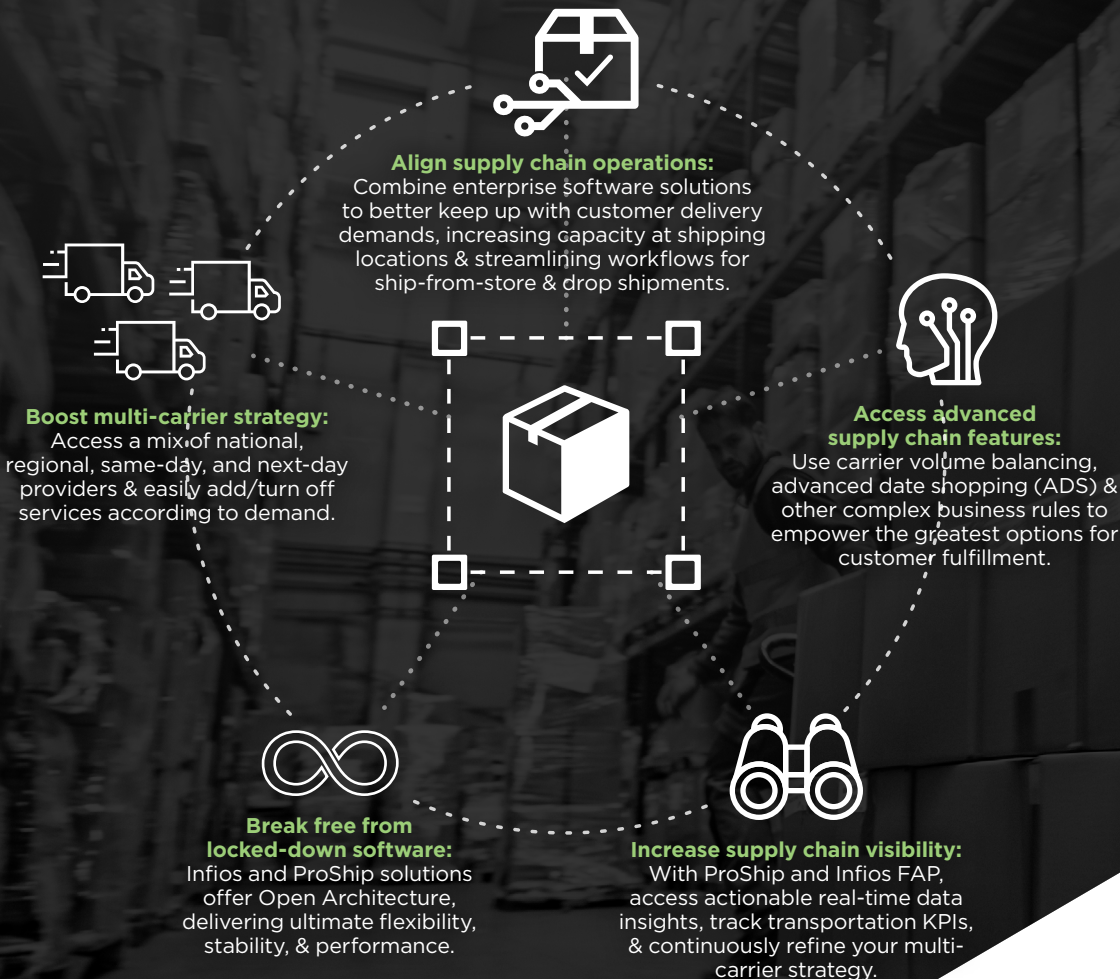 Align supply chain operations:
Combine enterprise software solutions
to better keep up with customer delivery
demands, increasing capacity at shipping
locations & streamlining workflows for
ship-from-store & drop shipments.
Boost multi-carrier strategy:
Access a mix of national,
regional, same-day, and next-day
providers & easily add/turn off
services according to demand.
Access advanced
supply chain features:
Use carrier volume balancing,
advanced date shopping (ADS) &
other complex business rules to
empower the greatest options for
customer fulfillment.
Break free from
locked-down software:
Infios and ProShip solutions
offer Open Architecture,
delivering ultimate flexibility,
stability, & performance.
Increase supply chain visibility:
With ProShip and Infios FAP,
access actionable real-time data
insights, track transportation KPIs,
& continuously refine your multi-
carrier strategy.